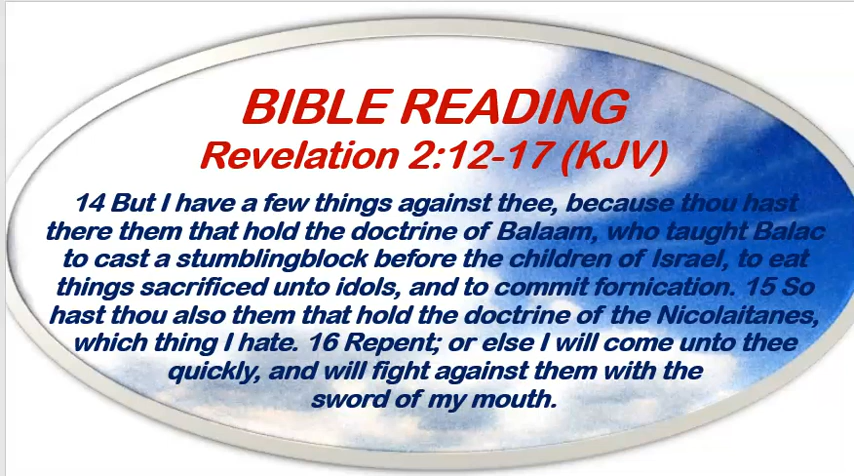 BIBLE READING
Revelation 2:12-17 (KJV)
14 But I have a few things against thee, because thou hast
there them that hold the doctrine of Balaam, who taught Balac
to cast a stumblingblock before the children of Israel, to eat
things sacrificed unto idols, and to commit fornication. 15 So
hast thou also them that hold the doctrine of the Nicolaitanes,
which thing I hate. 16 Repent; or else I will come unto thee
quickly, and will fight against them with the
sword of my mouth.